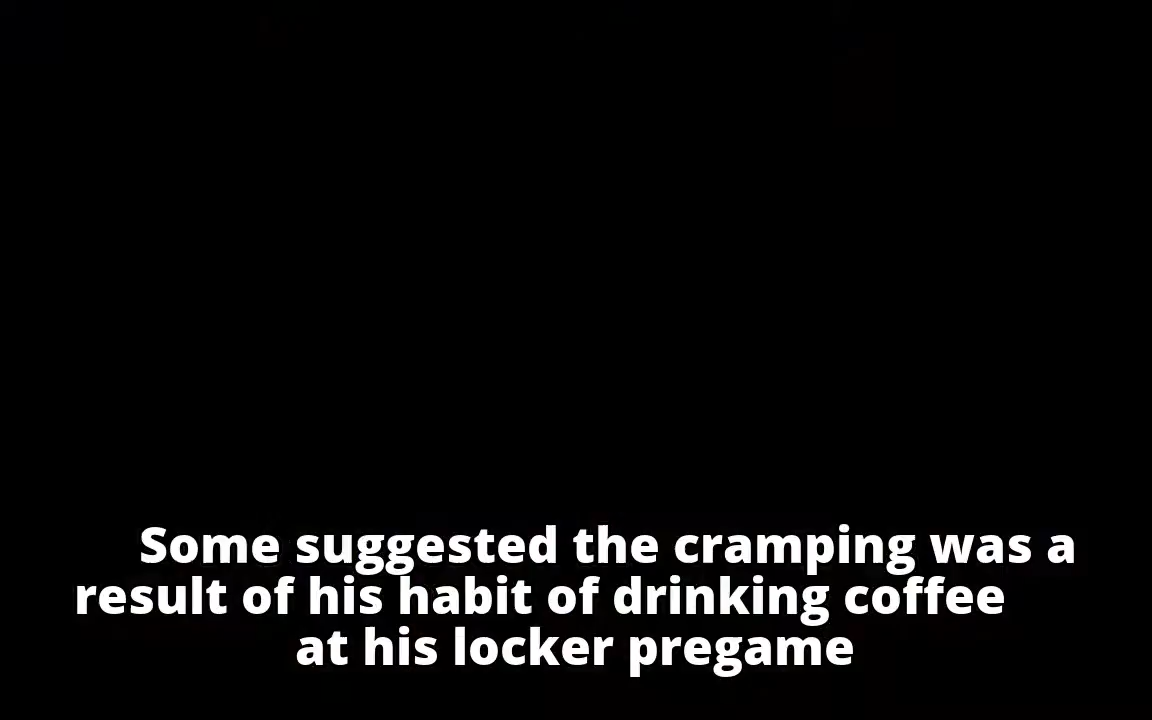 Some suggested the cramping was a
result of his habit of drinking coffee
at his locker pregame